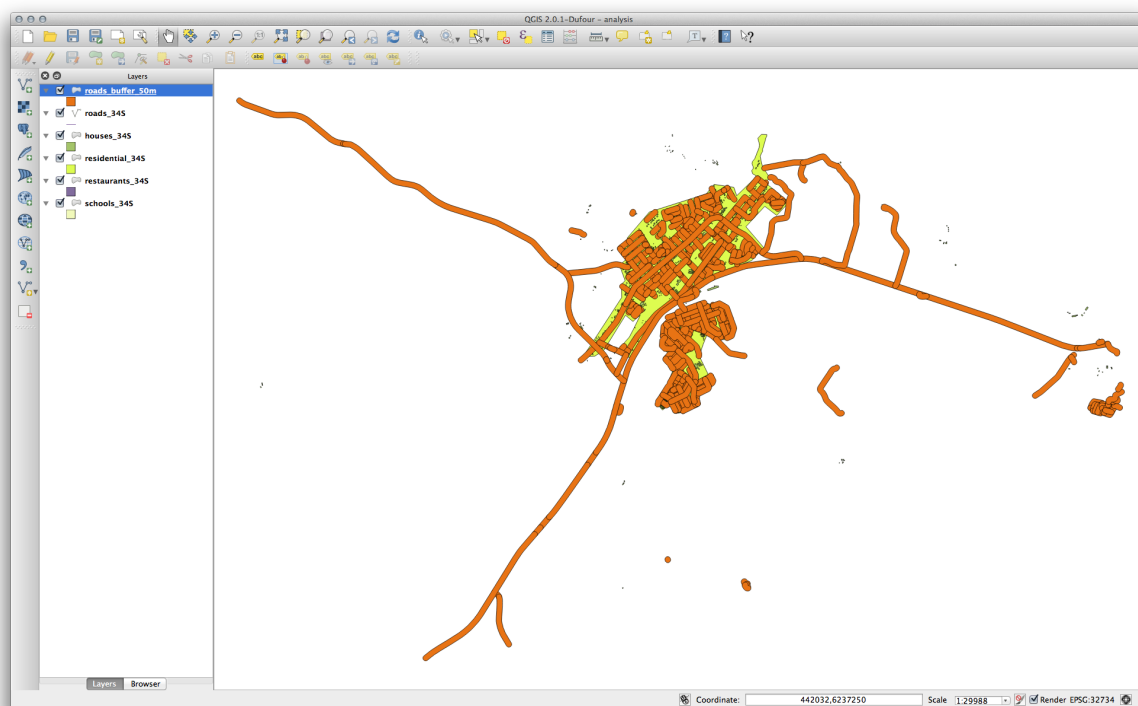 QGIS 2.0.1-Dufour - analysis
Layers
roads_buffer_50m
roads_34S
houses_34S
residential_34S
restaurants_34S
schools_34S
Layers Browser
Coordinate: 442032,6237250 Scale 1:29988 Render EPSG:32734